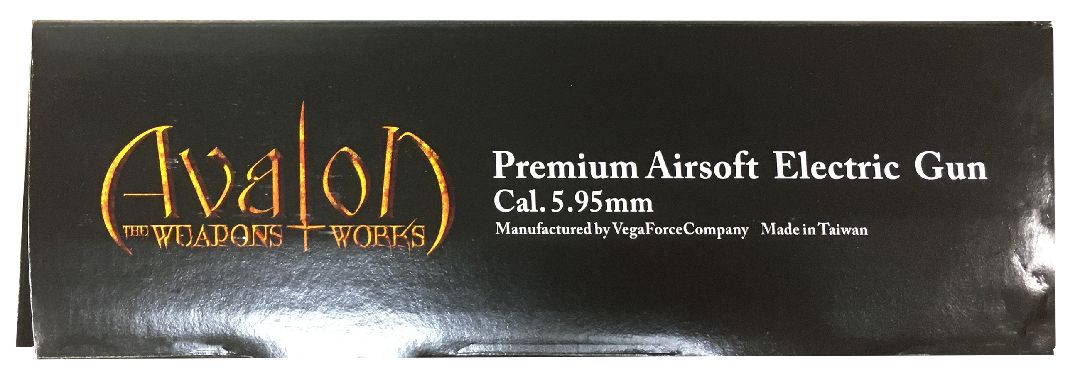 Avalon
THE WEAPONS WORKS
Premium Airsoft Electric Gun
Cal. 5.95mm
Manufactured by VegaForceCompany Made in Taiwan